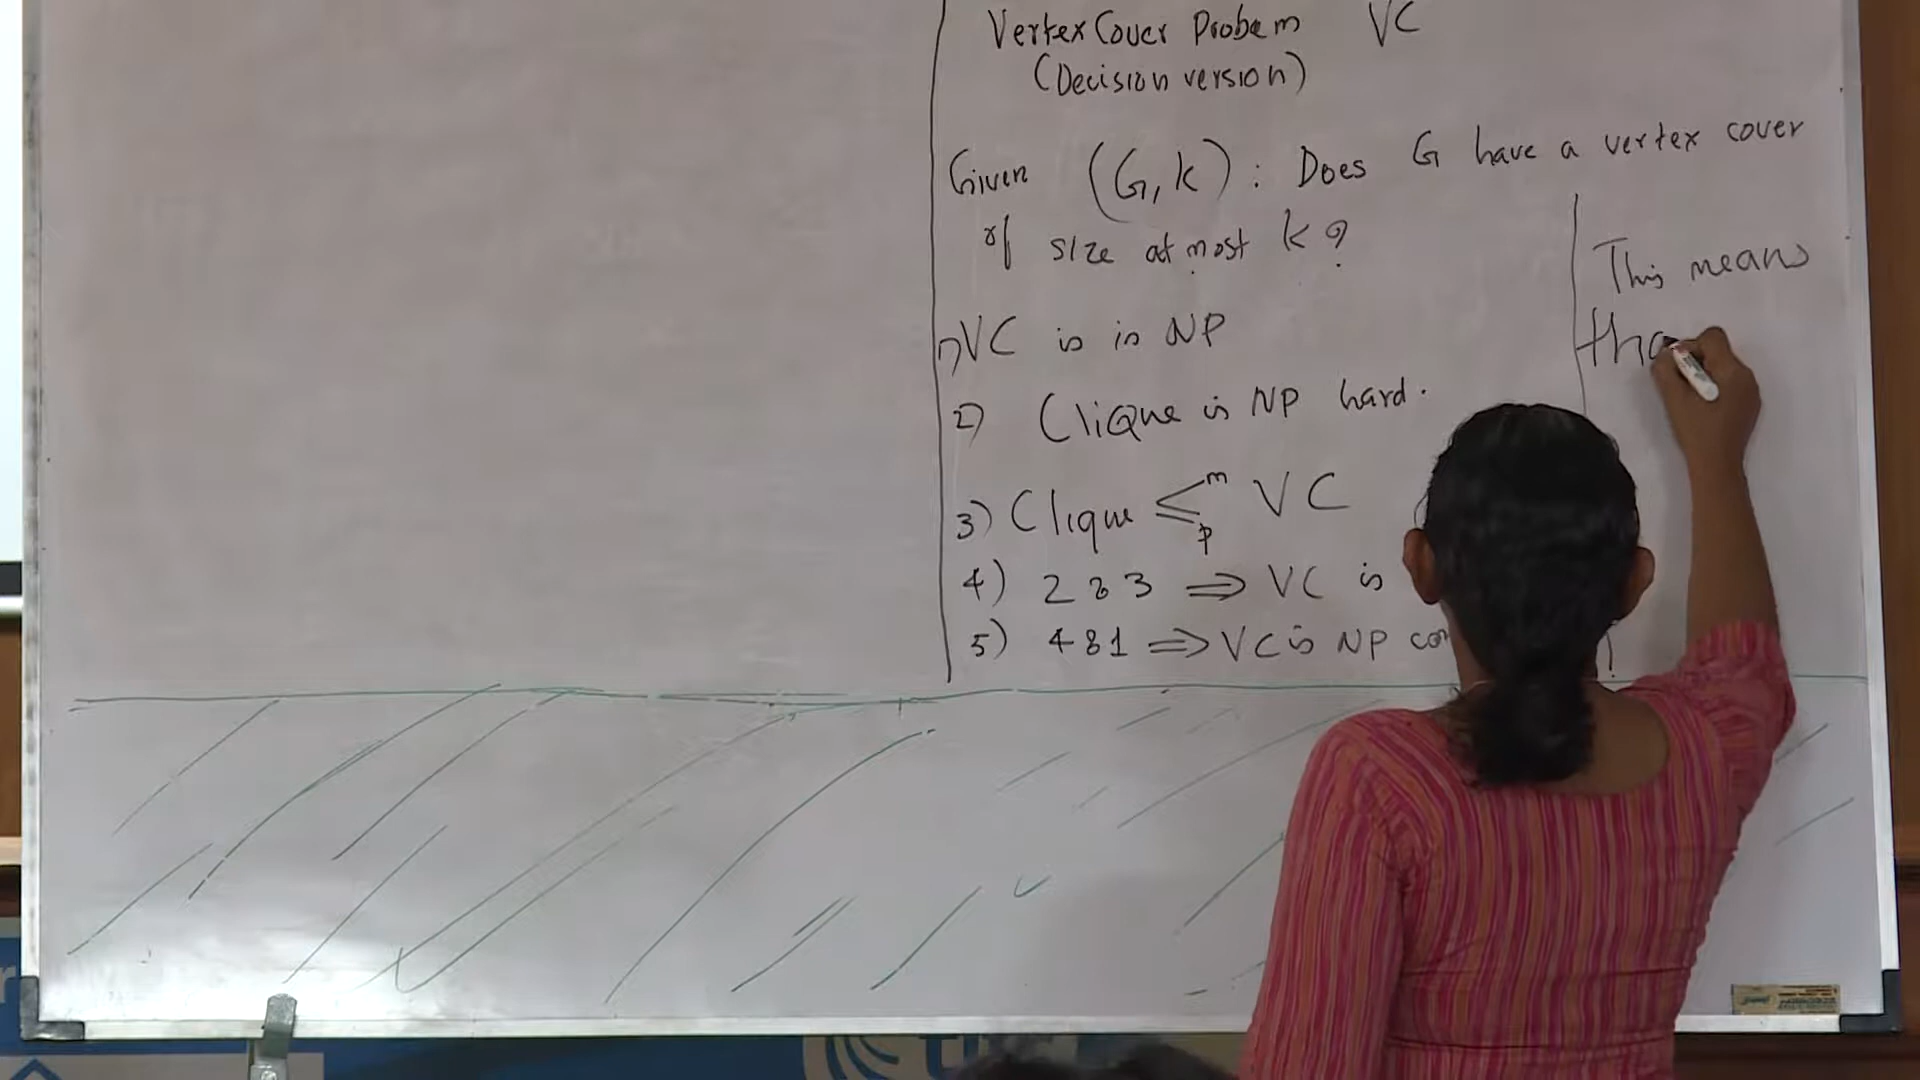 Vertex Cover Probem VC
(Decision version)
Given (G, k) : Does G have a vertex cover
of size at most k?
1) VC is in NP
2) Clique is NP hard.
3) Clique ≤ᵐₚ VC
4) 2 & 3 ⇒ VC is
5) 4 & 1 ⇒ VC is NP com
This means
tha